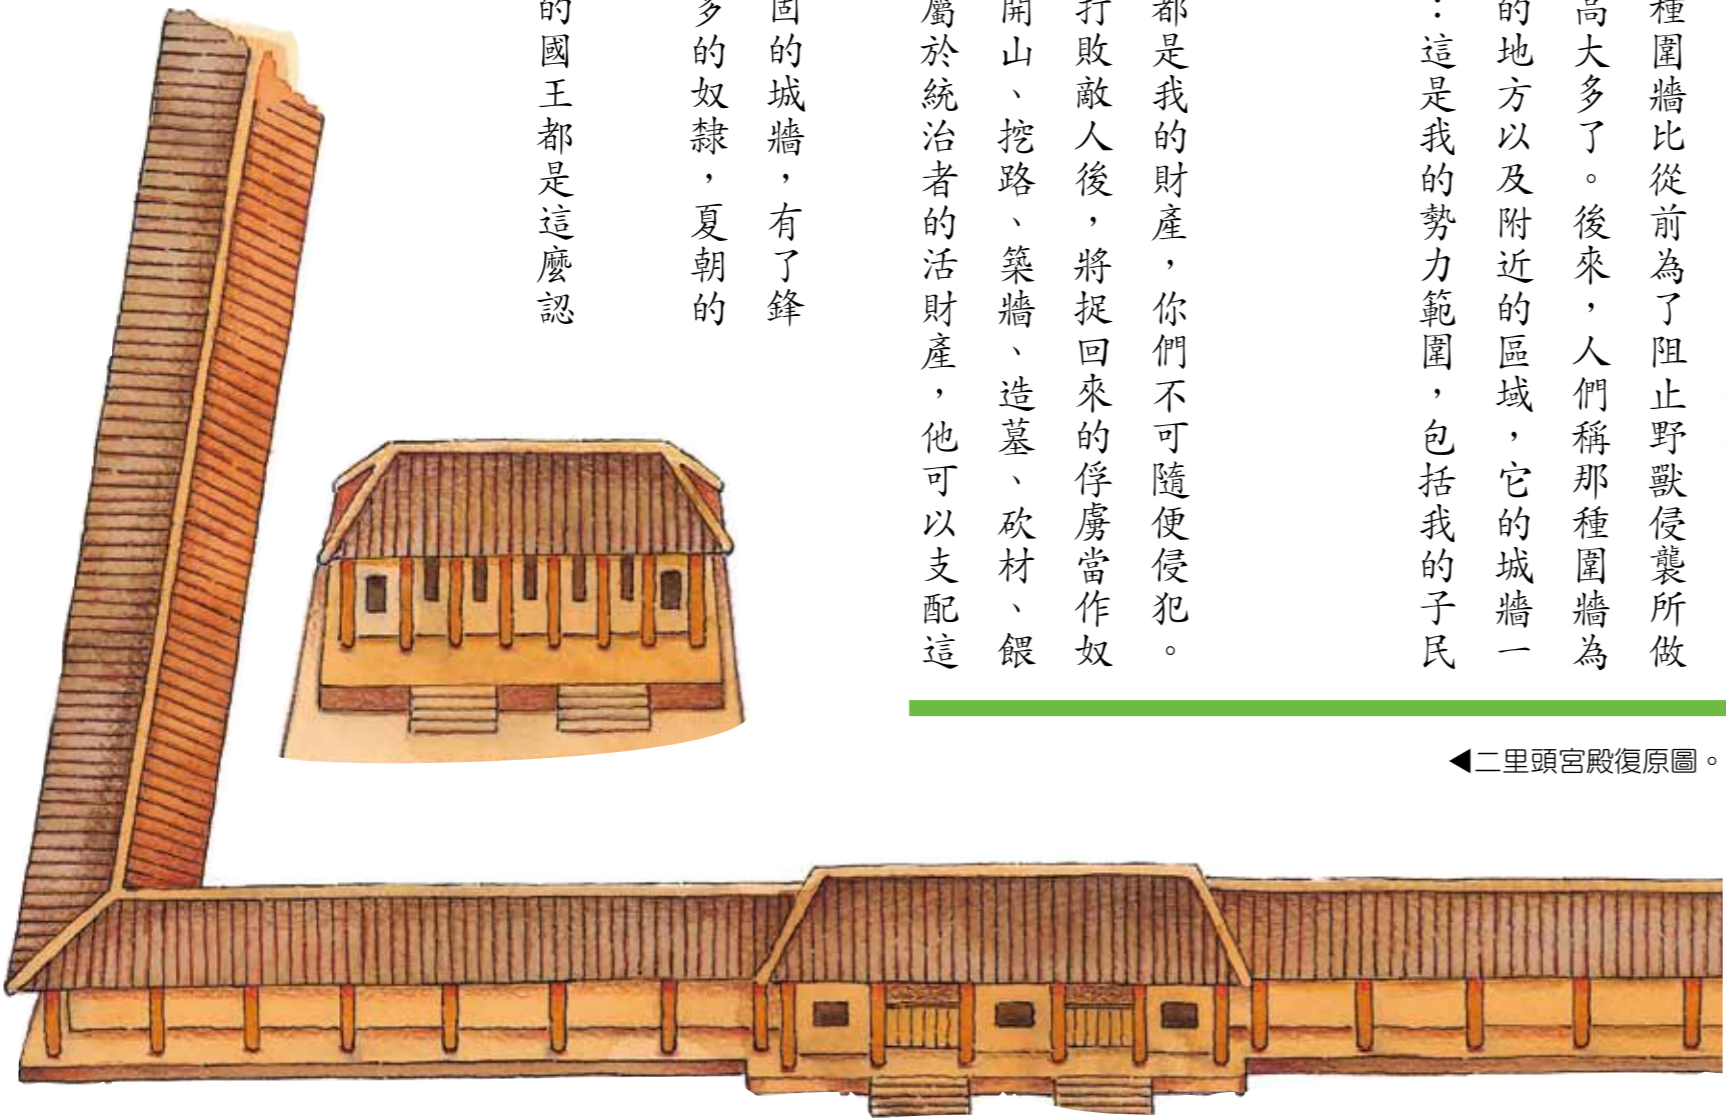 種圍牆比從前為了阻止野獸侵襲所做
高大多了。後來，人們稱那種圍牆為
的地方以及附近的區域，它的城牆一
：這是我的勢力範圍，包括我的子民
都是我的財產，你們不可隨便侵犯。
打敗敵人後，將捉回來的俘虜當作奴
開山、挖路、築牆、造墓、砍材、餵
屬於統治者的活財產，他可以支配這
固的城牆，有了鋒
多的奴隸，夏朝的
的國王都是這麼認
◀二里頭宮殿復原圖。